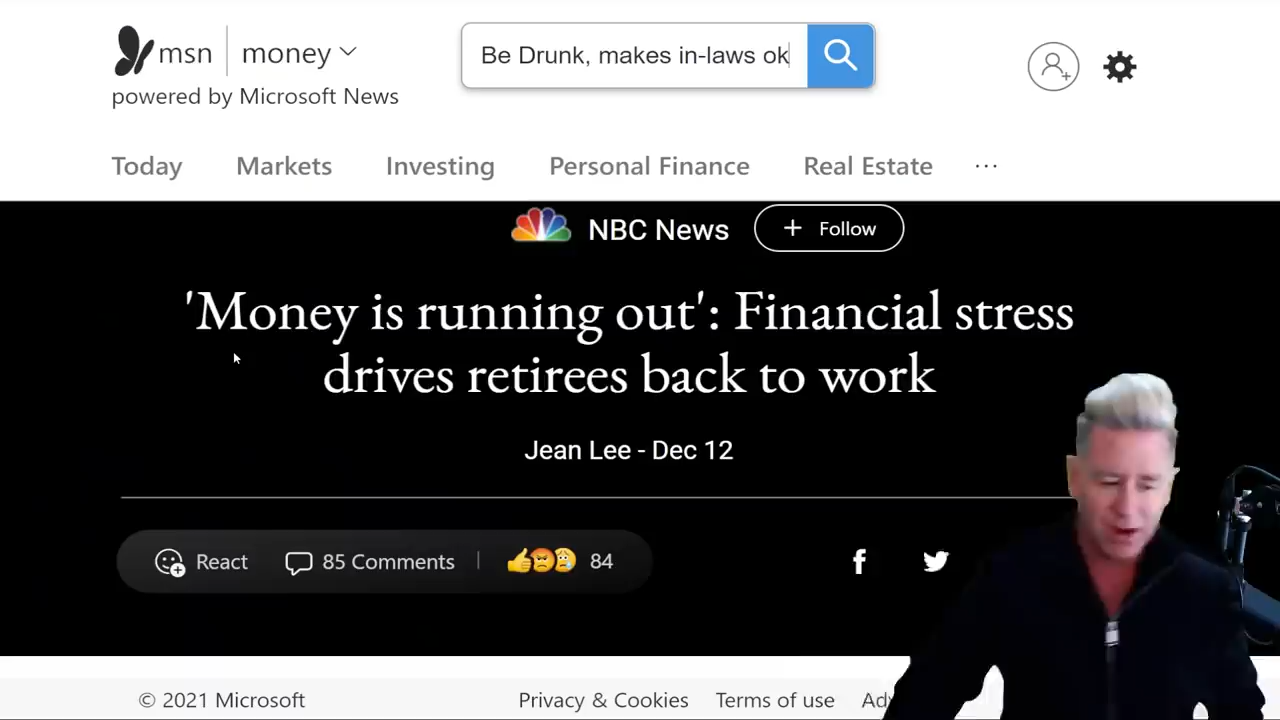 msn money
Be Drunk, makes in-laws ok
powered by Microsoft News
Today Markets Investing Personal Finance Real Estate ...
NBC News + Follow
'Money is running out': Financial stress
drives retirees back to work
Jean Lee - Dec 12
React 85 Comments 84
© 2021 Microsoft Privacy & Cookies Terms of use